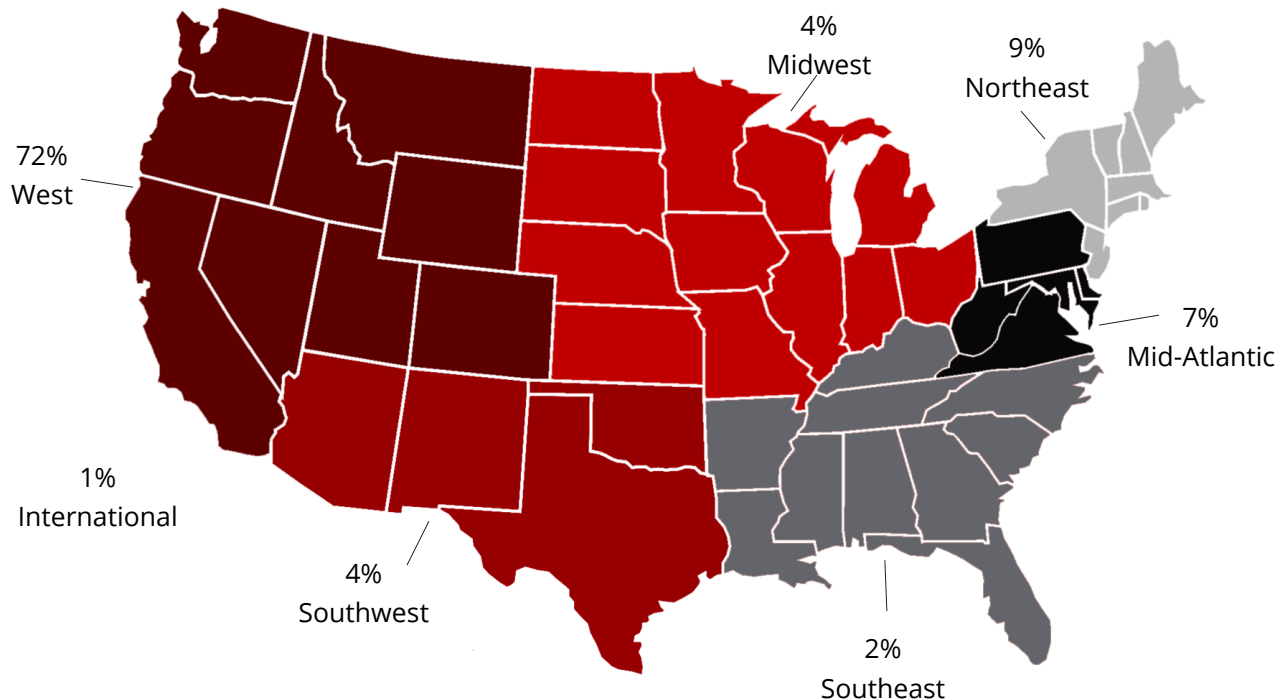 4%
Midwest
9%
Northeast
72%
West
7%
Mid-Atlantic
1%
International
4%
Southwest
2%
Southeast